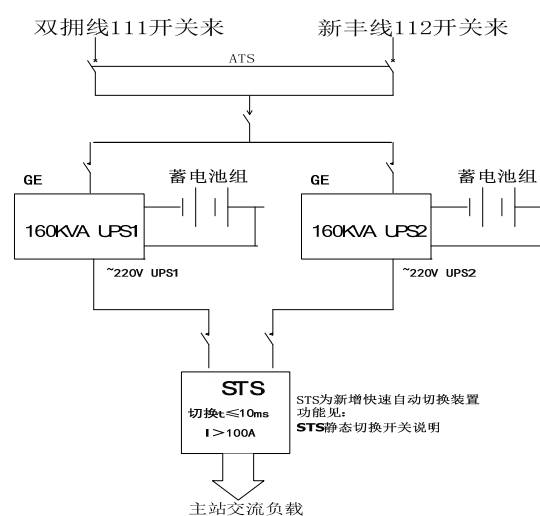 双拥线111开关来
新丰线112开关来
ATS
GE
蓄电池组
GE
蓄电池组
160KVA UPS1
160KVA UPS2
~220V UPS1
~220V UPS2
STS
切换t≤10ms
I＞100A
STS为新增快速自动切换装置
功能见：
STS静态切换开关说明
主站交流负载